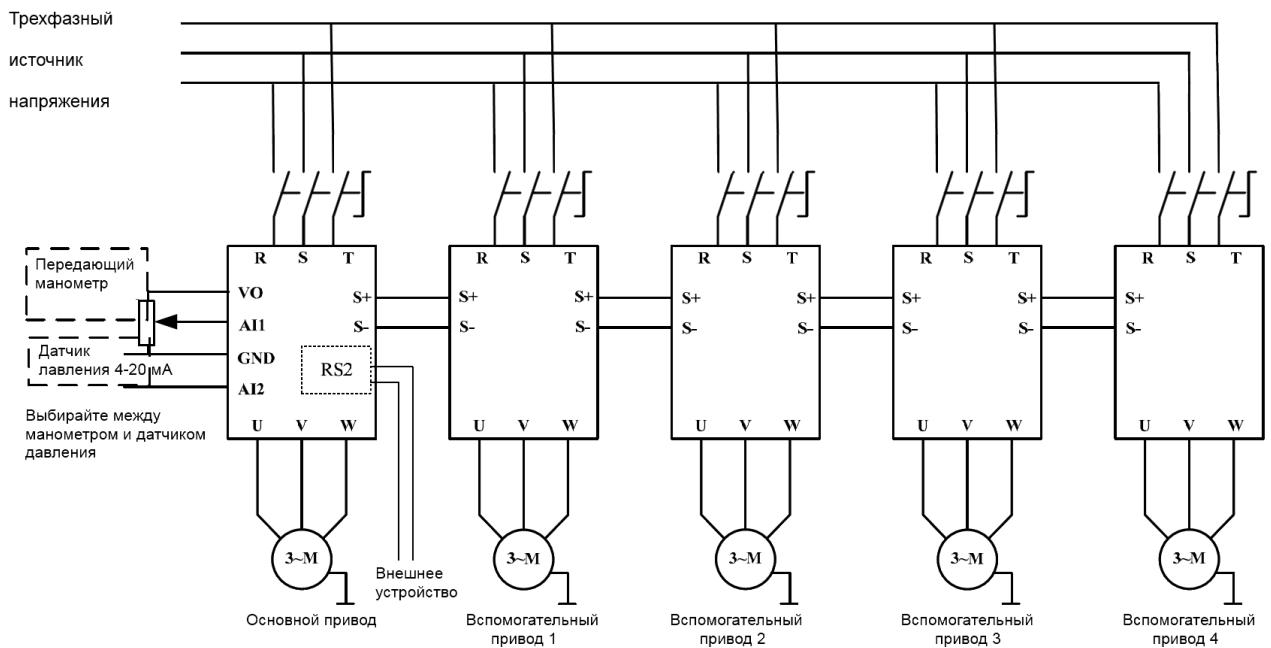 Трехфазный
источник
напряжения
R S T
R S T
R S T
R S T
R S T
Передающий
манометр
VO
AI1
GND
AI2
S+
S-
RS2
S+
S-
S+
S-
S+
S-
S+
S-
S+
S-
S+
S-
S+
S-
Датчик
лавления 4-20 мА
Выбирайте между
манометром и датчиком
давления
U V W
U V W
U V W
U V W
U V W
3~M
3~M
3~M
3~M
3~M
Внешнее
устройство
Основной привод
Вспомогательный
привод 1
Вспомогательный
привод 2
Вспомогательный
привод 3
Вспомогательный
привод 4